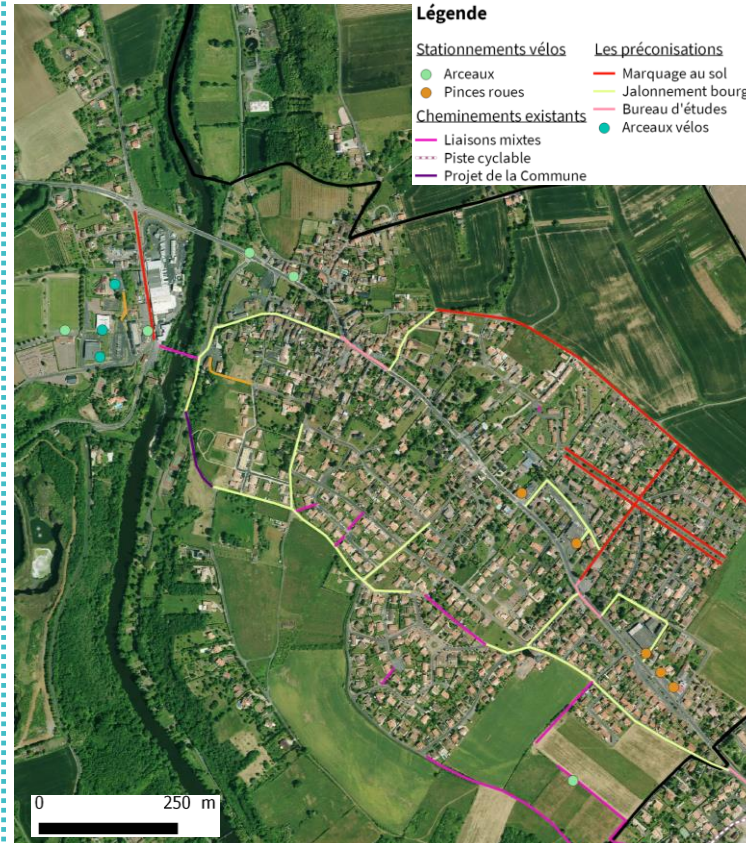 Légende
Stationnements vélos
Arceaux
Pinces roues
Cheminements existants
Liaisons mixtes
Piste cyclable
Projet de la Commune
Les préconisations
Marquage au sol
Jalonnement bourg
Bureau d'études
Arceaux vélos
0 250 m